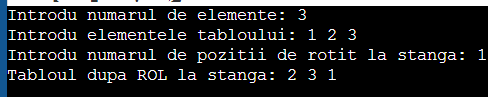 Introdu numarul de elemente: 3
Introdu elementele tabloului: 1 2 3
Introdu numarul de pozitii de rotit la stanga: 1
Tabloul dupa ROL la stanga: 2 3 1